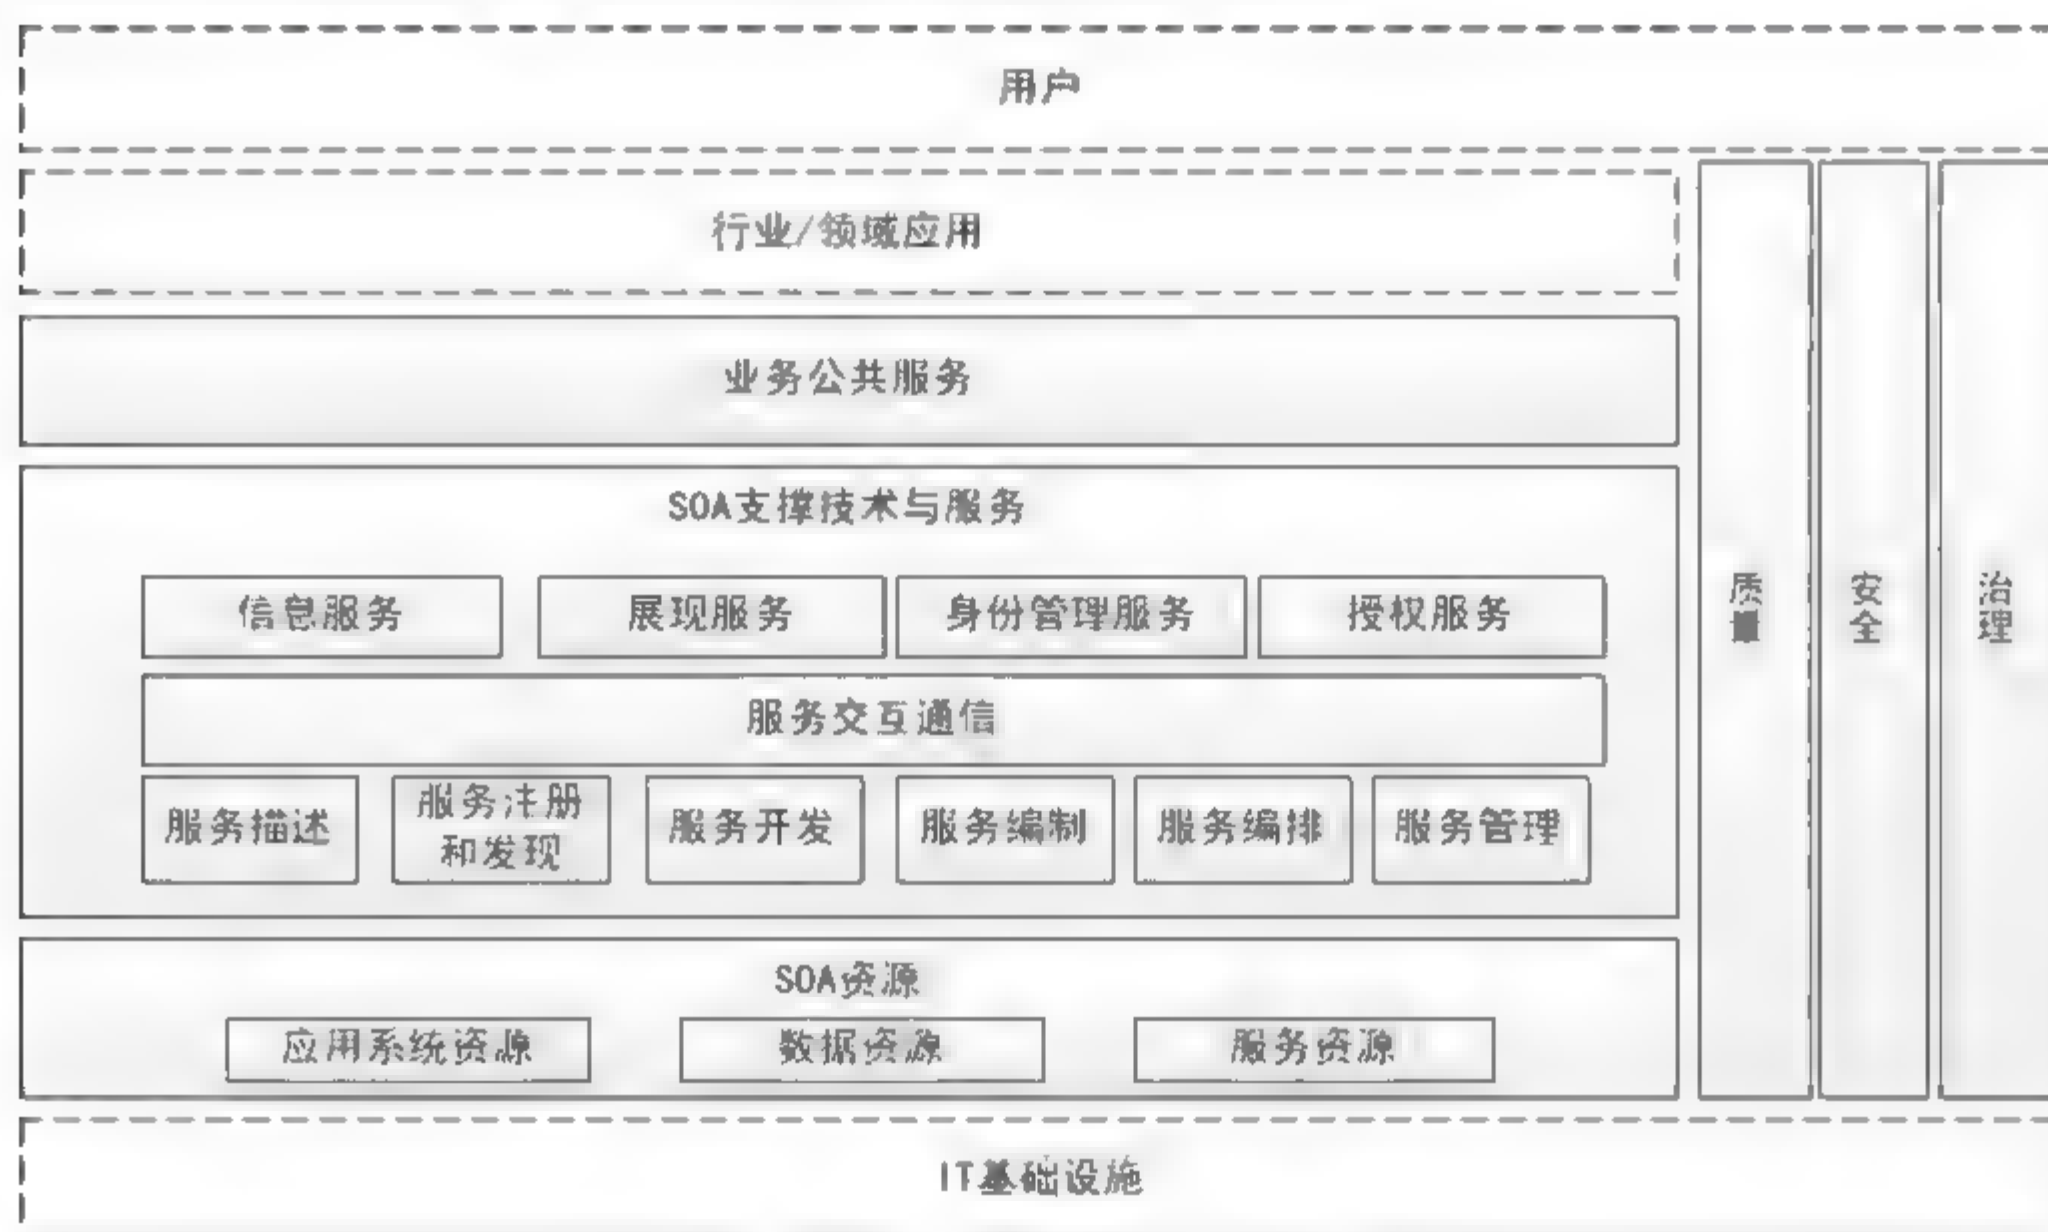 用户
行业/领域应用
业务公共服务
SOA支撑技术与服务
信息服务
展现服务
身份管理服务
授权服务
服务交互通信
服务描述
服务注册
和发现
服务开发
服务编制
服务编排
服务管理
SOA资源
应用系统资源
数据资源
服务资源
质量
安全
治理
IT基础设施